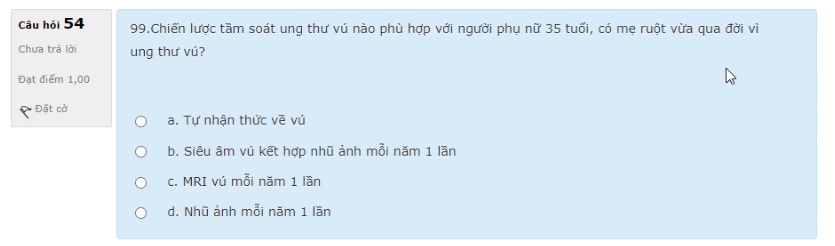 Câu hỏi 54
Chưa trả lời
Đạt điểm 1,00
Đặt cờ
99.Chiến lược tầm soát ung thư vú nào phù hợp với người phụ nữ 35 tuổi, có mẹ ruột vừa qua đời vì
ung thư vú?
a. Tự nhận thức về vú
b. Siêu âm vú kết hợp nhũ ảnh mỗi năm 1 lần
c. MRI vú mỗi năm 1 lần
d. Nhũ ảnh mỗi năm 1 lần